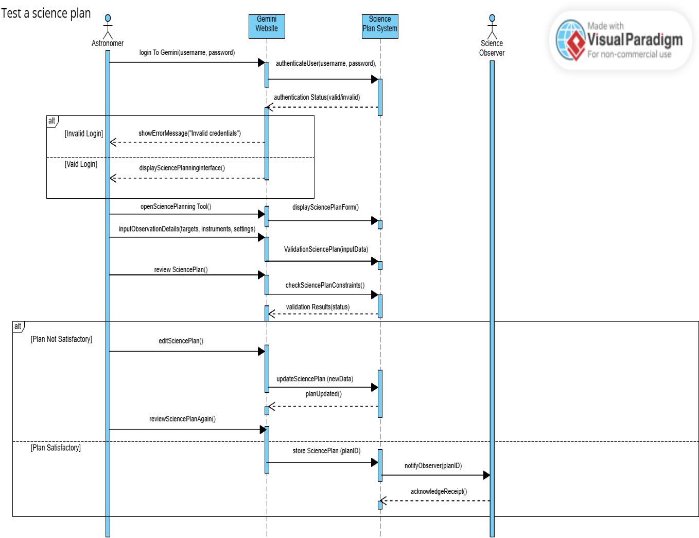 Test a science plan
Astronomer
Gemini
Website
Science
Plan System
Science
Observer
Made with
VisualParadigm
For non-commercial use
login To Gemini(username, password)
authenticateUser(username, password),
authentication Status(valid/invalid)
alt
[Invalid Login]
showErrorMessage("Invalid credentials")
[Vaid Login]
displaySciencePlanningInterface()
openSciencePlanning Tool()
displaySciencePlanForm()
inputObservationDetails(targets, instruments, settings)
ValidationSciencePlan(inputData)
review SciencePlan()
checkSciencePlanConstraints()
validation Results(status)
alt
[Plan Not Satisfactory]
editSciencePlan()
updateSciencePlan (newData)
planUpdated()
reviewSciencePlanAgain()
[Plan Satisfactory]
store SciencePlan (planID)
notifyObserver(planID)
acknowledgeReceipt()